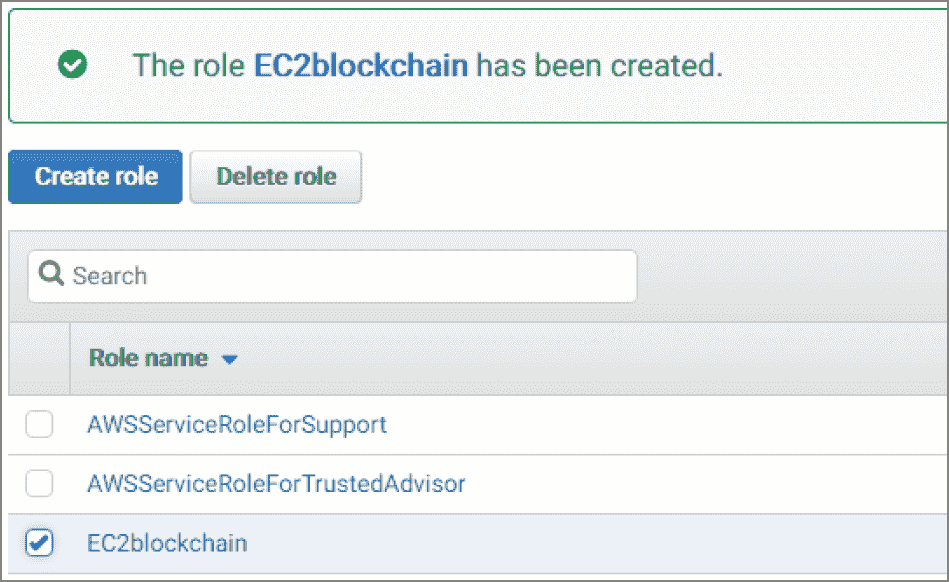 The role EC2blockchain has been created.
Create role Delete role
Search
Role name
AWSServiceRoleForSupport
AWSServiceRoleForTrustedAdvisor
EC2blockchain